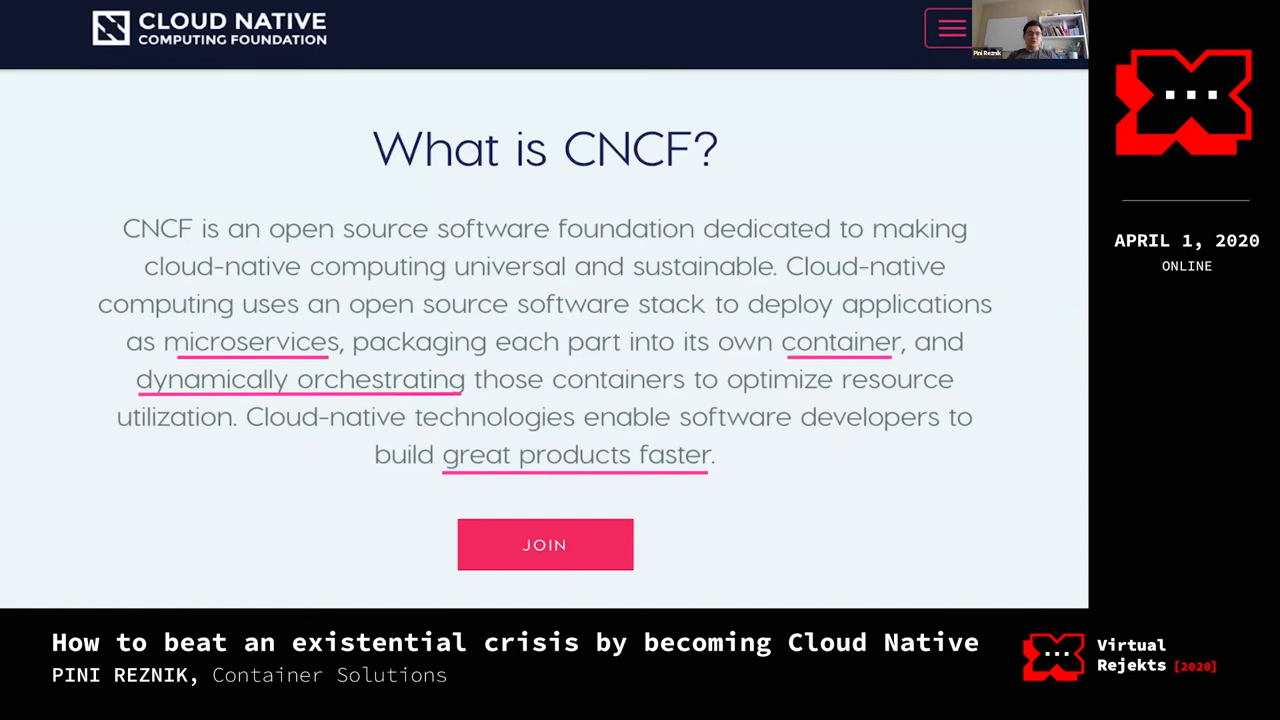 CLOUD NATIVE
COMPUTING FOUNDATION
Pini Reznik
What is CNCF?
CNCF is an open source software foundation dedicated to making
cloud-native computing universal and sustainable. Cloud-native
computing uses an open source software stack to deploy applications
as microservices, packaging each part into its own container, and
dynamically orchestrating those containers to optimize resource
utilization. Cloud-native technologies enable software developers to
build great products faster.
JOIN
APRIL 1, 2020
ONLINE
How to beat an existential crisis by becoming Cloud Native
PINI REZNIK, Container Solutions
Virtual
Rejekts [2020]